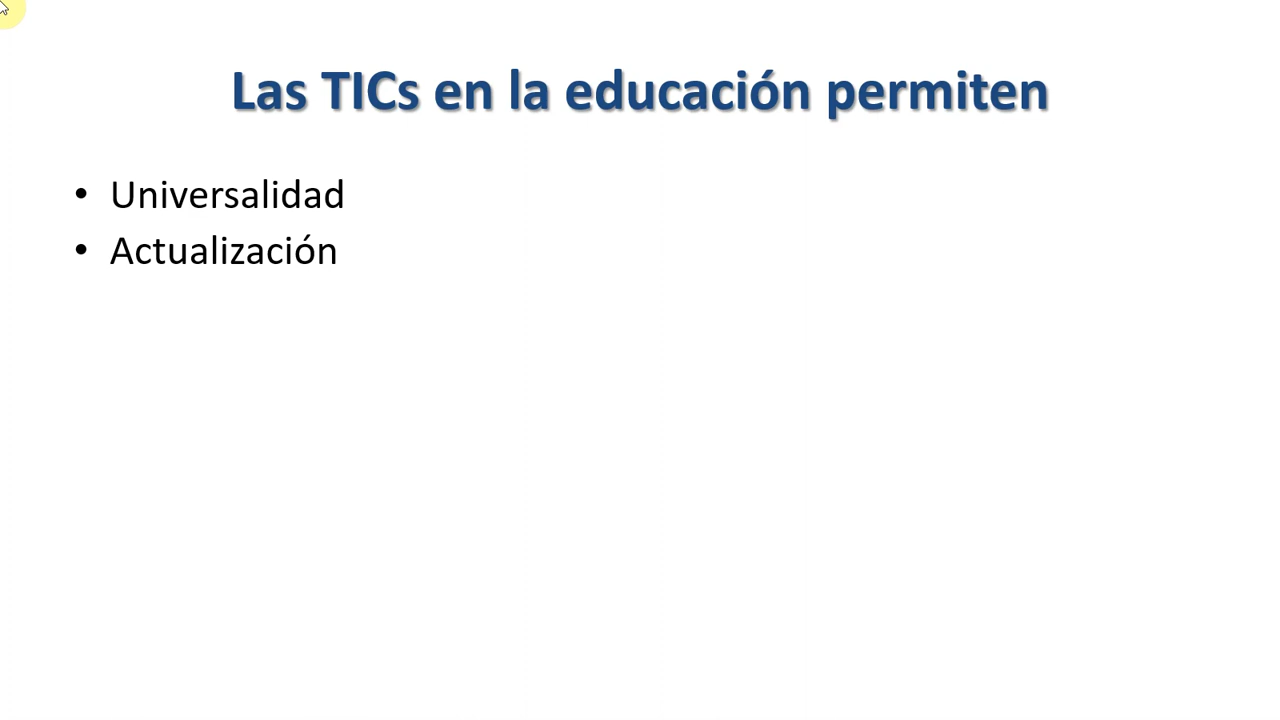 Las TICs en la educación permiten
• Universalidad
• Actualización